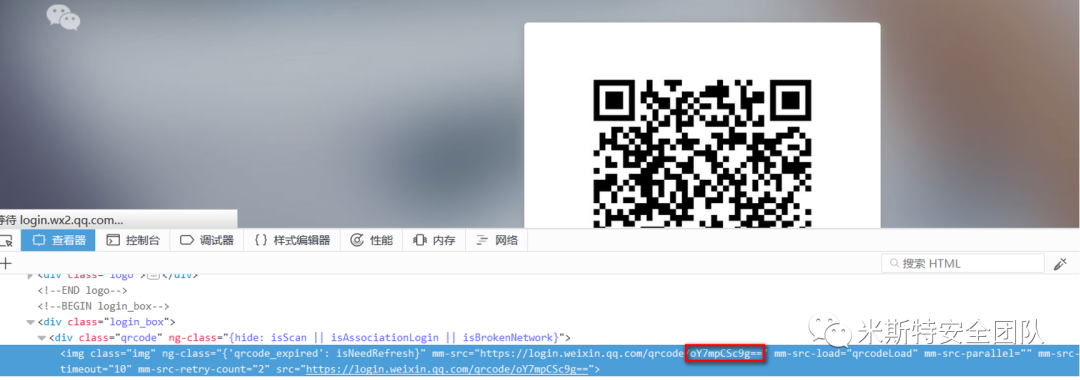 等待 login.wx2.qq.com...
查看器 控制台 调试器 {} 样式编辑器 性能 内存 网络
+ 搜索 HTML
<div class="logo">…</div>
<!--END logo-->
<!--BEGIN login_box-->
<div class="login_box">
<div class="qrcode" ng-class="{hide: isScan || isAssociationLogin || isBrokenNetwork}">
<img class="img" ng-class="{'qrcode_expired': isNeedRefresh}" mm-src="https://login.weixin.qq.com/qrcode/oY7mpCSc9g==" mm-src-load="qrcodeLoad" mm-src-parallel="" mm-src-
timeout="10" mm-src-retry-count="2" src="https://login.weixin.qq.com/qrcode/oY7mpCSc9g==">
米斯特安全团队